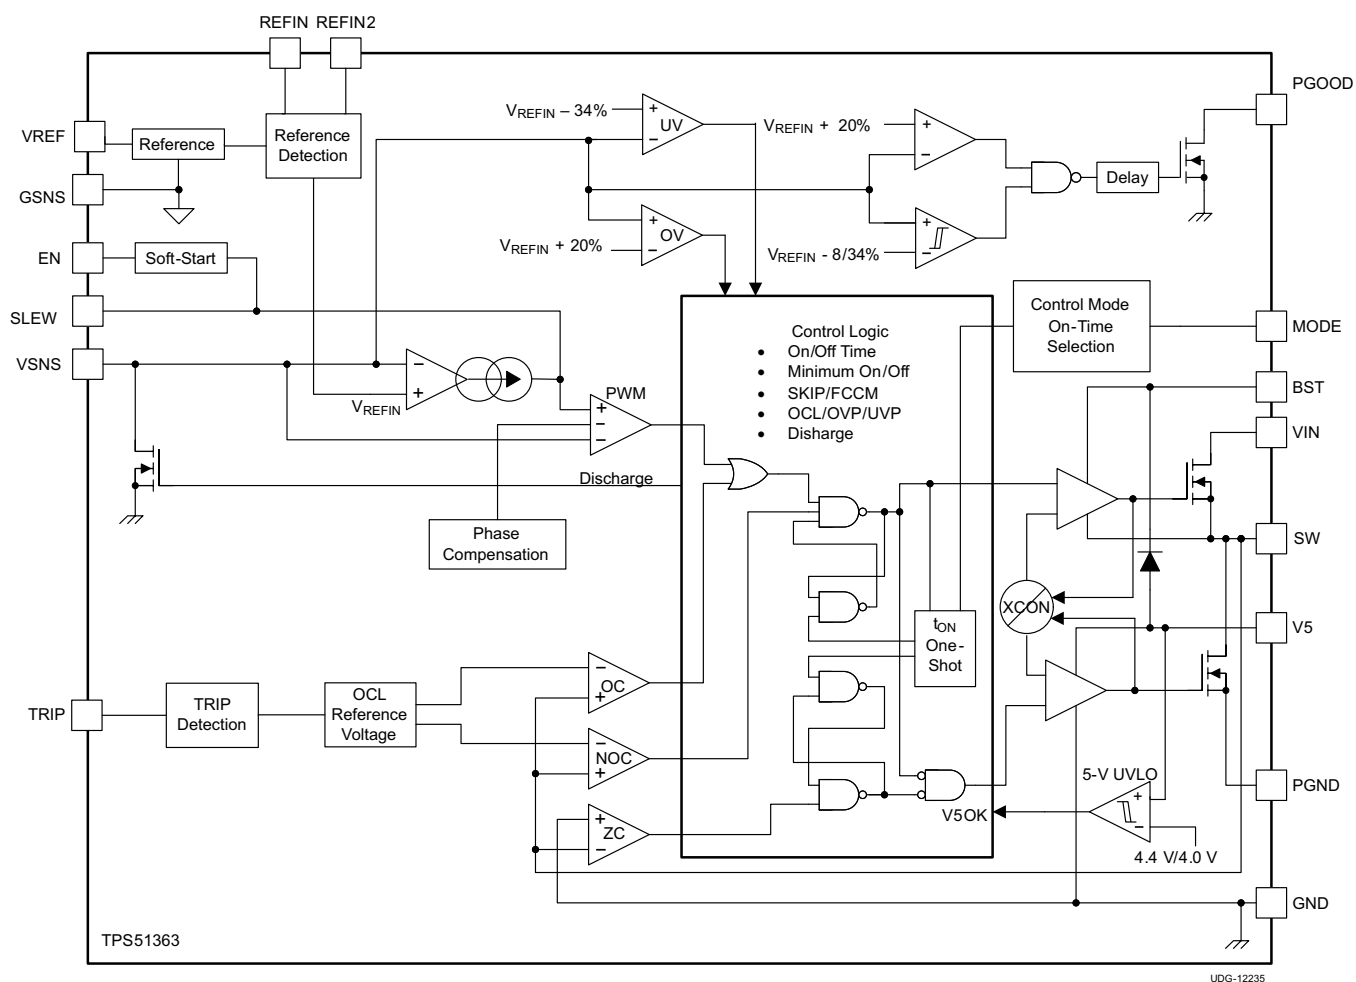 REFIN REFIN2
PGOOD
VREF
Reference
Reference
Detection
VREFIN – 34%
+
UV
–
VREFIN + 20%
+
–
Delay
GSNS
EN
Soft-Start
+
OV
–
VREFIN + 20%
+
–
VREFIN - 8/34%
SLEW
Control Logic
• On/Off Time
• Minimum On/Off
• SKIP/FCCM
• OCL/OVP/UVP
• Disharge
Control Mode
On-Time
Selection
MODE
VSNS
–
+
VREFIN
PWM
+
–
–
BST
VIN
Discharge
Phase
Compensation
SW
XCON
tON
One-
Shot
V5
TRIP
TRIP
Detection
OCL
Reference
Voltage
–
OC
+
–
NOC
+
+
ZC
–
5-V UVLO
+
–
V5OK
4.4 V/4.0 V
PGND
GND
TPS51363
UDG-12235